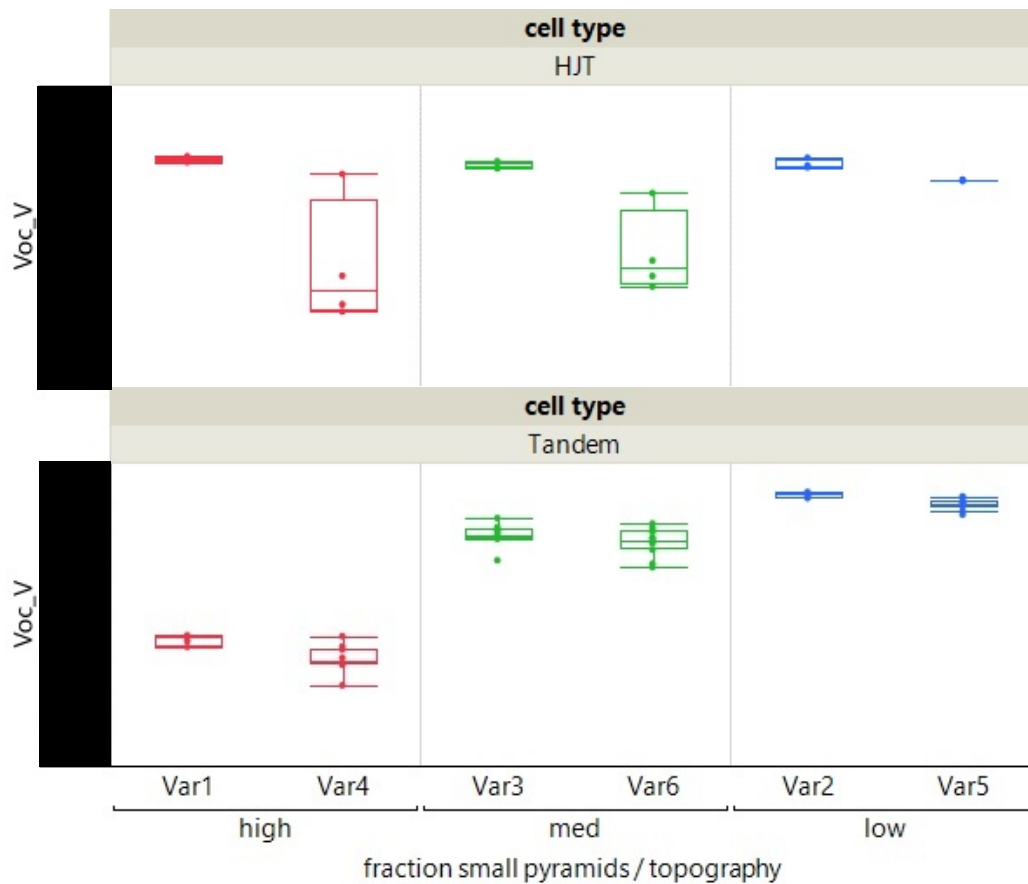 cell type
HJT
Voc_V
cell type
Tandem
Voc_V
Var1 Var4 Var3 Var6 Var2 Var5
high med low
fraction small pyramids / topography